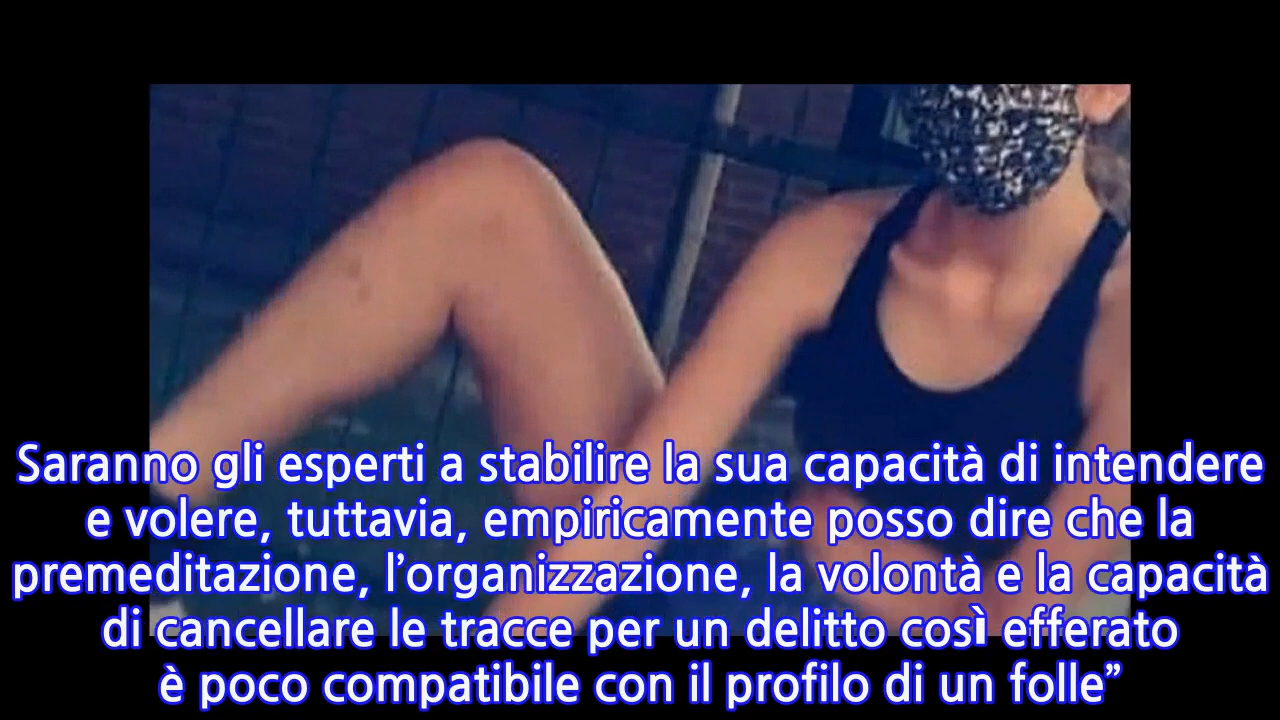 Saranno gli esperti a stabilire la sua capacità di intendere
e volere, tuttavia, empiricamente posso dire che la
premeditazione, l’organizzazione, la volontà e la capacità
di cancellare le tracce per un delitto così efferato
è poco compatibile con il profilo di un folle”